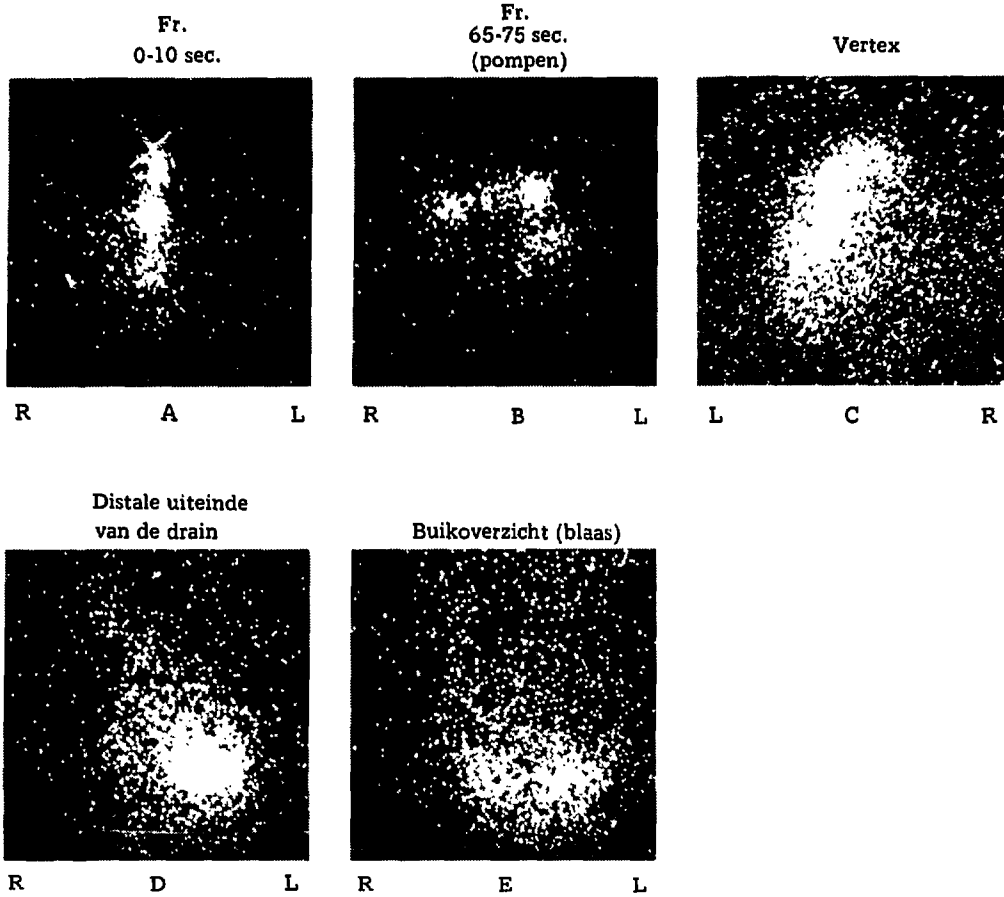 Fr.
0-10 sec.
Fr.
65-75 sec.
(pompen)
Vertex
R A L
R B L
L C R
Distale uiteinde
van de drain
Buikoverzicht (blaas)
R D L
R E L